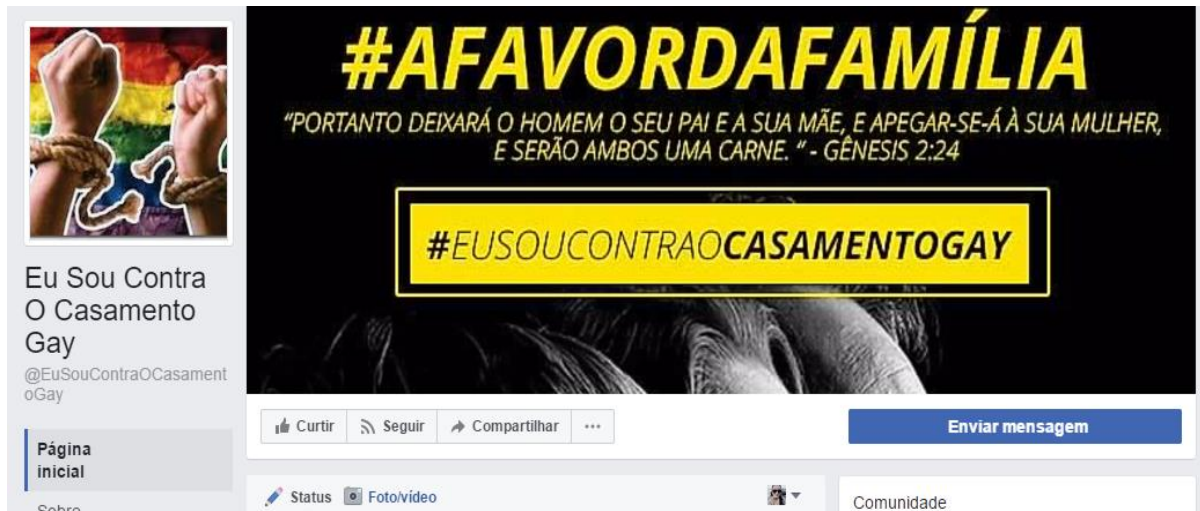 #AFAVORDAFAMÍLIA
“PORTANTO DEIXARÁ O HOMEM O SEU PAI E A SUA MÃE, E APEGAR-SE-Á À SUA MULHER,
E SERÃO AMBOS UMA CARNE. “ - GÊNESIS 2:24
#EUSOUCONTRAOCASAMENTOGAY
Eu Sou Contra
O Casamento
Gay
@EuSouContraOCasament
oGay
Página
inicial
Sobre
Curtir Seguir Compartilhar ...
Enviar mensagem
Status Foto/vídeo
Comunidade